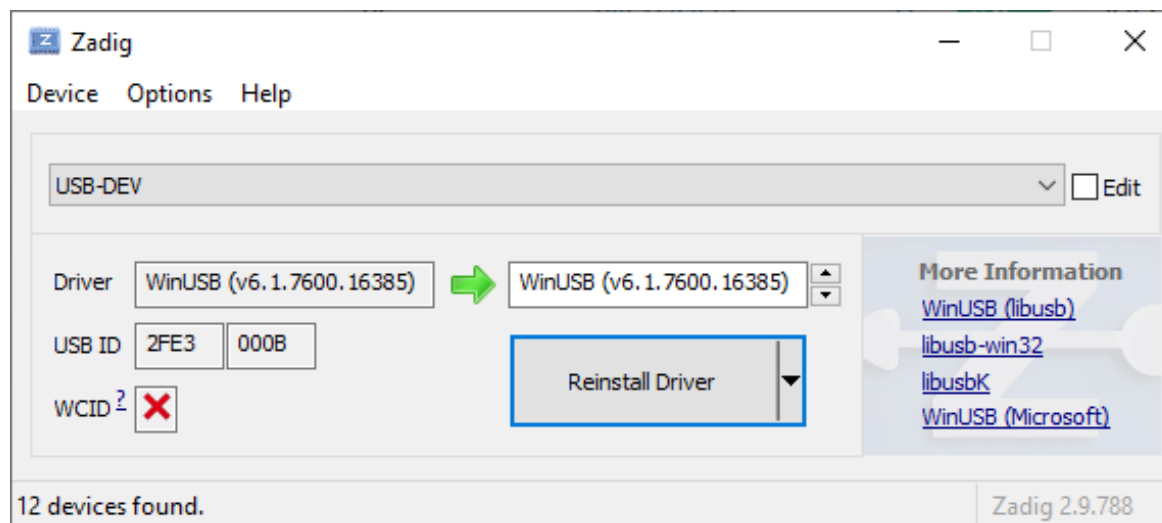 Zadig
Device Options Help
USB-DEV
Edit
Driver WinUSB (v6.1.7600.16385) WinUSB (v6.1.7600.16385)
USB ID 2FE3 000B
WCID ?
Reinstall Driver
More Information
WinUSB (libusb)
libusb-win32
libusbK
WinUSB (Microsoft)
12 devices found.
Zadig 2.9.788